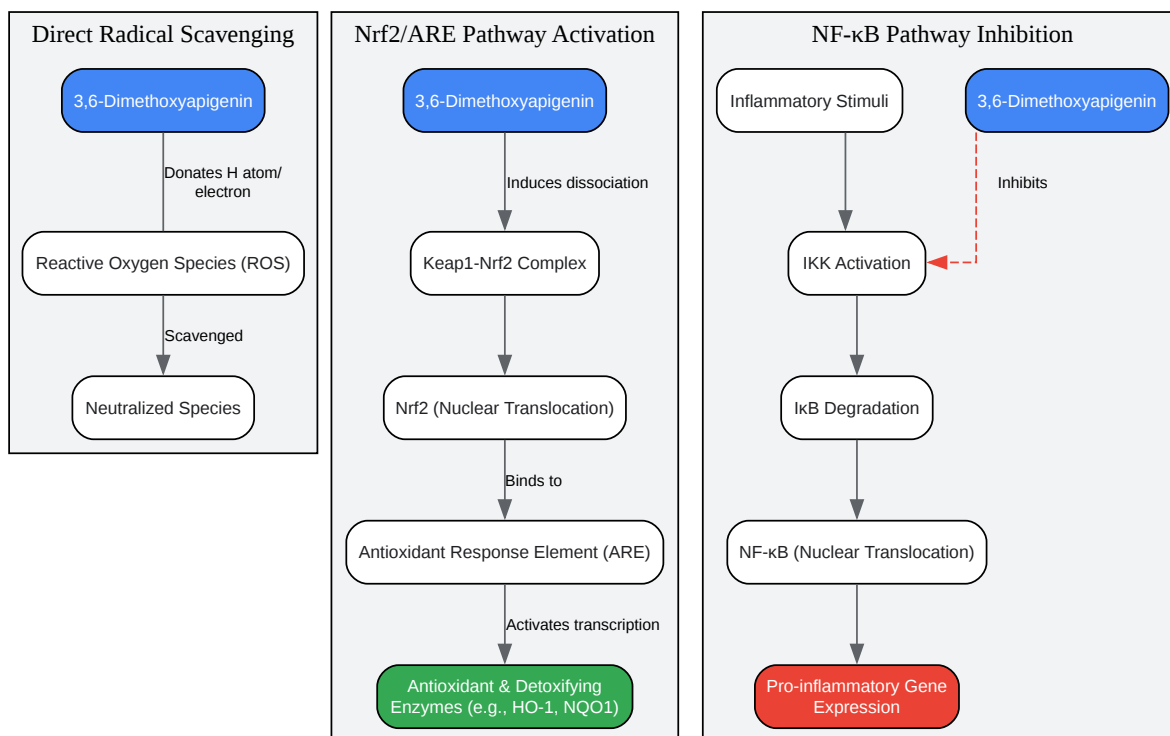 Direct Radical Scavenging
3,6-Dimethoxyapigenin
Donates H atom/
electron
Reactive Oxygen Species (ROS)
Scavenged
Neutralized Species
Nrf2/ARE Pathway Activation
3,6-Dimethoxyapigenin
Induces dissociation
Keap1-Nrf2 Complex
Nrf2 (Nuclear Translocation)
Binds to
Antioxidant Response Element (ARE)
Activates transcription
Antioxidant & Detoxifying
Enzymes (e.g., HO-1, NQO1)
NF-κB Pathway Inhibition
Inflammatory Stimuli
3,6-Dimethoxyapigenin
Inhibits
IKK Activation
IκB Degradation
NF-κB (Nuclear Translocation)
Pro-inflammatory Gene
Expression